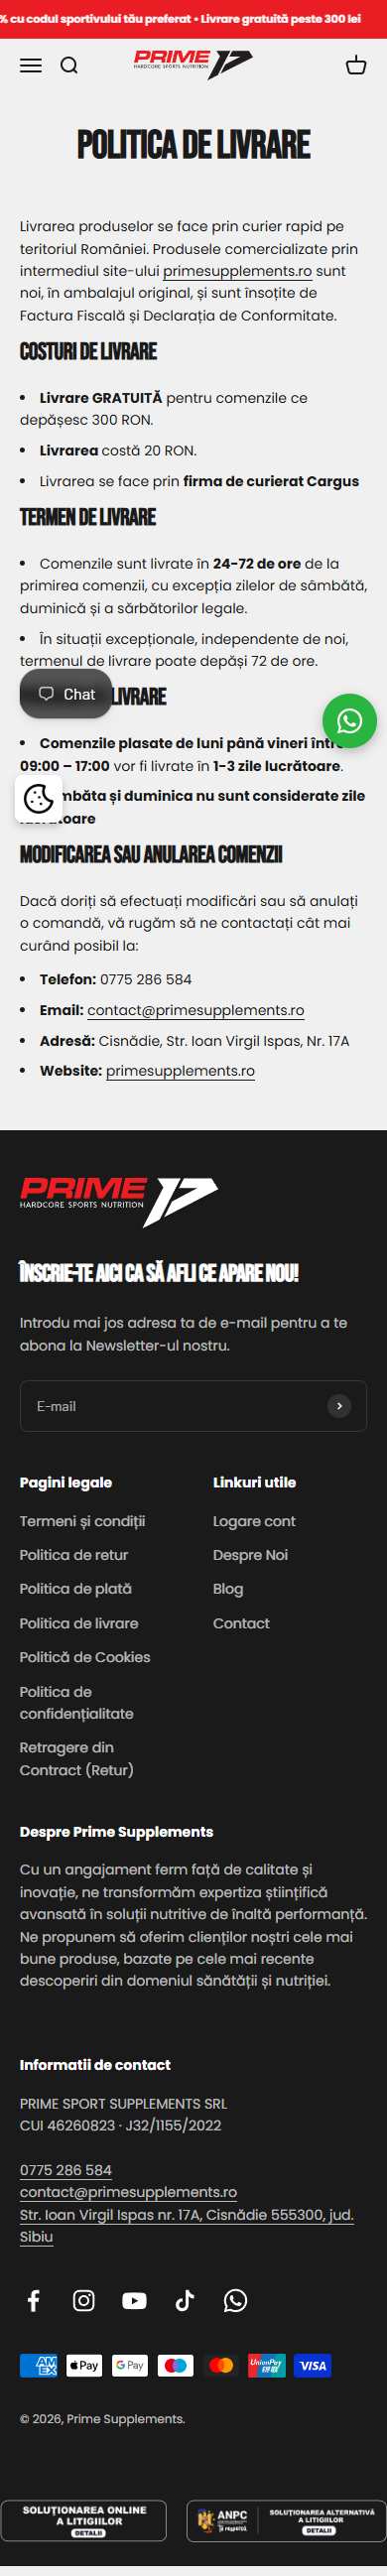 % cu codul sportivului tău preferat • Livrare gratuită peste 300 lei
PRIME
HARDCORE SPORTS NUTRITION
POLITICA DE LIVRARE
Livrarea produselor se face prin curier rapid pe
teritoriul României. Produsele comercializate prin
intermediul site-ului primesupplements.ro sunt
noi, în ambalajul original, și sunt însoțite de
Factura Fiscală și Declarația de Conformitate.
COSTURI DE LIVRARE
• Livrare GRATUITĂ pentru comenzile ce
depășesc 300 RON.
• Livrarea costă 20 RON.
• Livrarea se face prin firma de curierat Cargus
TERMEN DE LIVRARE
• Comenzile sunt livrate în 24-72 de ore de la
primirea comenzii, cu excepția zilelor de sâmbătă,
duminică și a sărbătorilor legale.
• În situații excepționale, independente de noi,
termenul de livrare poate depăși 72 de ore.
Chat
LIVRARE
• Comenzile plasate de luni până vineri între
09:00 – 17:00 vor fi livrate în 1-3 zile lucrătoare.
și duminica nu sunt considerate zile
MODIFICAREA SAU ANULAREA COMENZII
Dacă doriți să efectuați modificări sau să anulați
o comandă, vă rugăm să ne contactați cât mai
curând posibil la:
• Telefon: 0775 286 584
• Email: contact@primesupplements.ro
• Adresă: Cisnădie, Str. Ioan Virgil Ispas, Nr. 17A
• Website: primesupplements.ro
PRIME
HARDCORE SPORTS NUTRITION
ÎNSCRIE-TE AICI CA SĂ AFLI CE APARE NOU!
Introdu mai jos adresa ta de e-mail pentru a te
abona la Newsletter-ul nostru.
E-mail
Pagini legale
Termeni și condiții
Politica de retur
Politica de plată
Politica de livrare
Politică de Cookies
Politica de
confidențialitate
Retragere din
Contract (Retur)
Linkuri utile
Logare cont
Despre Noi
Blog
Contact
Despre Prime Supplements
Cu un angajament ferm față de calitate și
inovație, ne transformăm expertiza științifică
avansată în soluții nutritive de înaltă performanță.
Ne propunem să oferim clienților noștri cele mai
bune produse, bazate pe cele mai recente
descoperiri din domeniul sănătății și nutriției.
Informatii de contact
PRIME SPORT SUPPLEMENTS SRL
CUI 46260823 · J32/1155/2022
0775 286 584
contact@primesupplements.ro
Str. Ioan Virgil Ispas nr. 17A, Cisnădie 555300, jud.
Sibiu
AMEX Apple Pay G Pay UnionPay VISA
© 2026, Prime Supplements.
SOLUȚIONAREA ONLINE
A LITIGIILOR
DETALII
ANPC
SOLUȚIONAREA ALTERNATIVĂ
A LITIGIILOR
DETALII